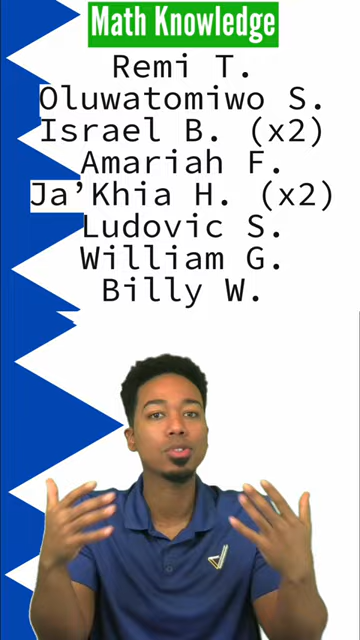 Math Knowledge
Remi T.
Oluwatomiwo S.
Israel B. (x2)
Amariah F.
Ja’Khia H. (x2)
Ludovic S.
William G.
Billy W.